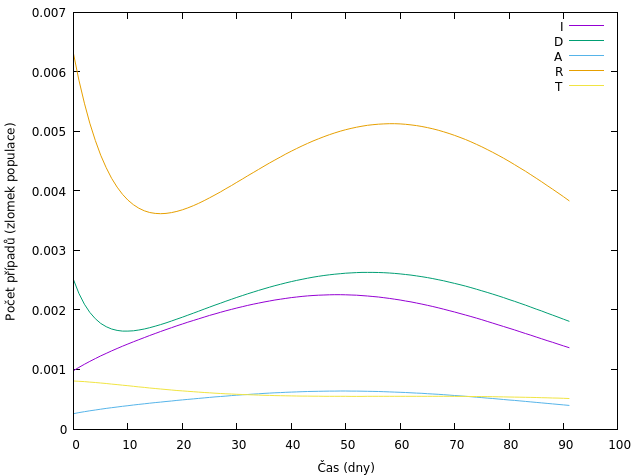 0.007
0.006
0.005
0.004
0.003
0.002
0.001
0
0 10 20 30 40 50 60 70 80 90 100
Počet případů (zlomek populace)
Čas (dny)
I
D
A
R
T